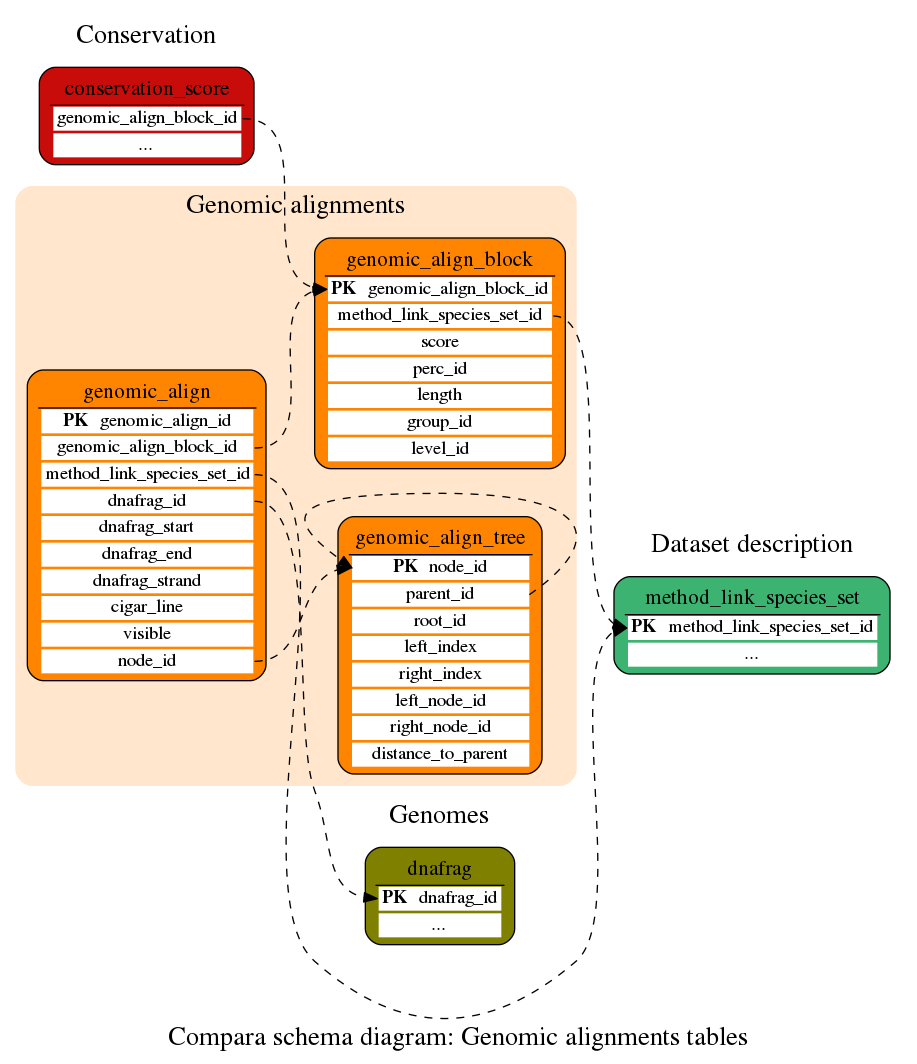 Conservation
conservation_score
genomic_align_block_id
...
Genomic alignments
genomic_align_block
PK genomic_align_block_id
method_link_species_set_id
score
perc_id
length
group_id
level_id
genomic_align
PK genomic_align_id
genomic_align_block_id
method_link_species_set_id
dnafrag_id
dnafrag_start
dnafrag_end
dnafrag_strand
cigar_line
visible
node_id
genomic_align_tree
PK node_id
parent_id
root_id
left_index
right_index
left_node_id
right_node_id
distance_to_parent
Dataset description
method_link_species_set
PK method_link_species_set_id
...
Genomes
dnafrag
PK dnafrag_id
...
Compara schema diagram: Genomic alignments tables